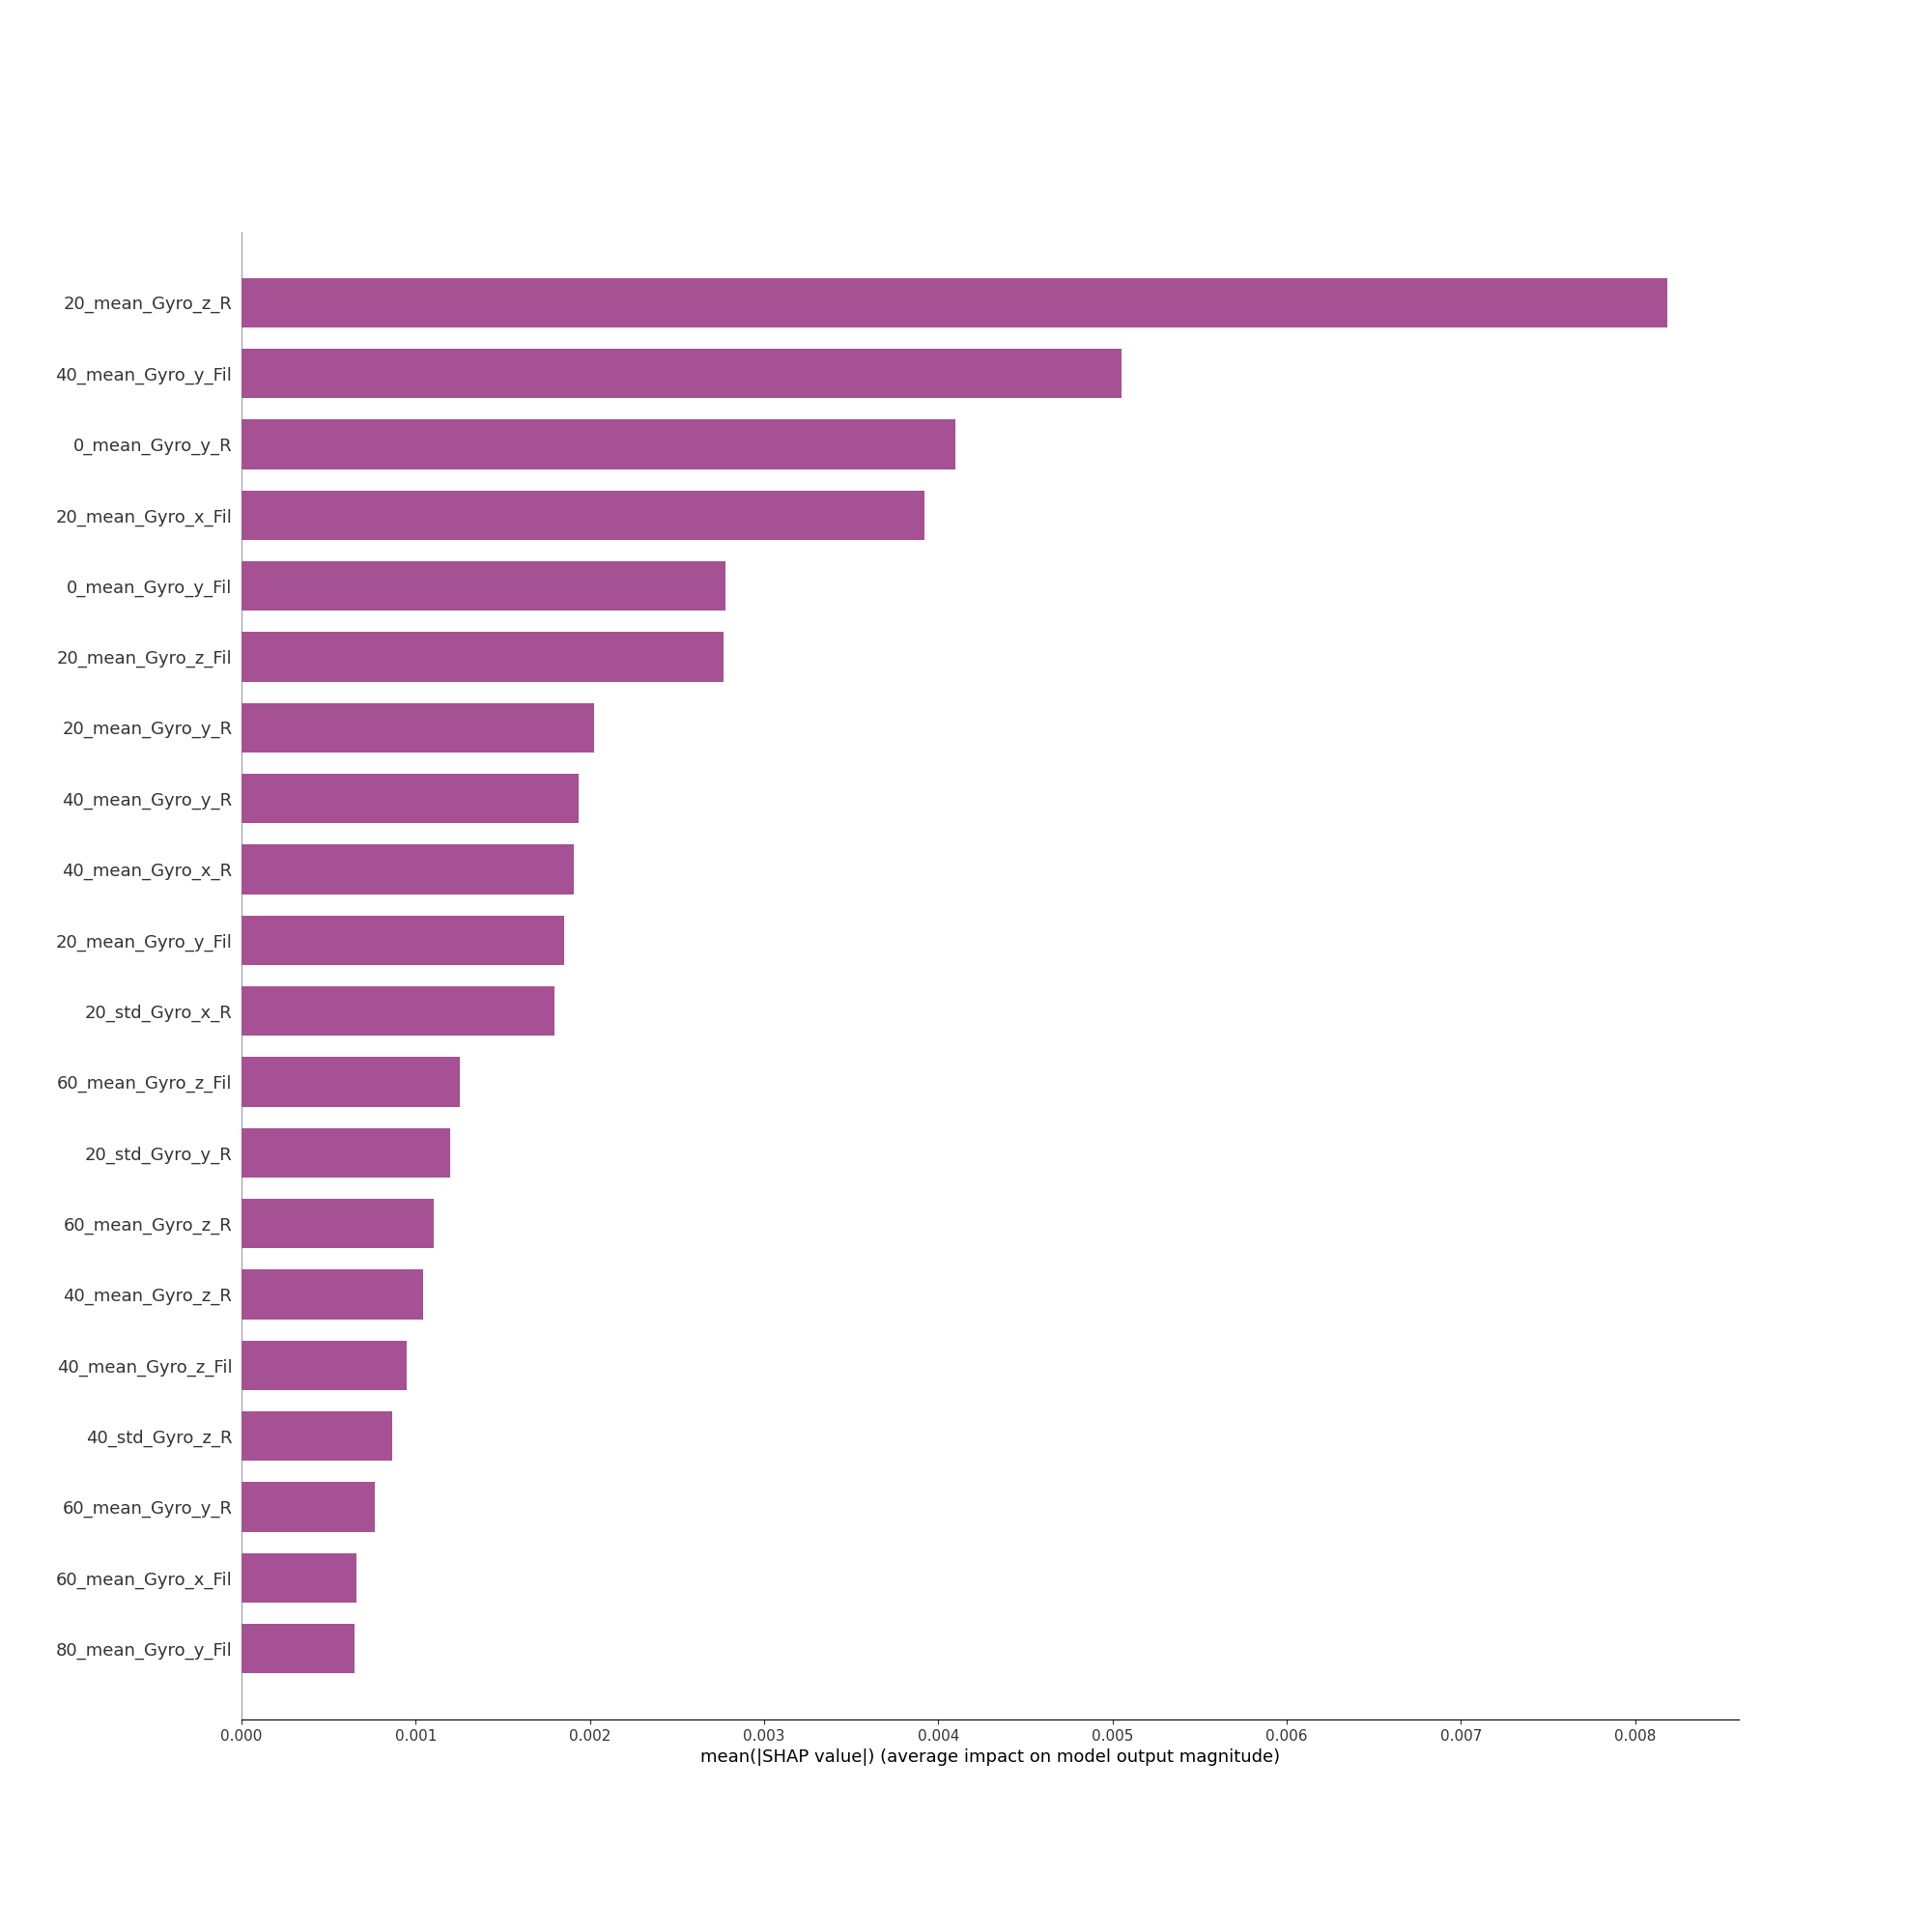 20_mean_Gyro_z_R
40_mean_Gyro_y_Fil
0_mean_Gyro_y_R
20_mean_Gyro_x_Fil
0_mean_Gyro_y_Fil
20_mean_Gyro_z_Fil
20_mean_Gyro_y_R
40_mean_Gyro_y_R
40_mean_Gyro_x_R
20_mean_Gyro_y_Fil
20_std_Gyro_x_R
60_mean_Gyro_z_Fil
20_std_Gyro_y_R
60_mean_Gyro_z_R
40_mean_Gyro_z_R
40_mean_Gyro_z_Fil
40_std_Gyro_z_R
60_mean_Gyro_y_R
60_mean_Gyro_x_Fil
80_mean_Gyro_y_Fil
0.000 0.001 0.002 0.003 0.004 0.005 0.006 0.007 0.008
mean(|SHAP value|) (average impact on model output magnitude)